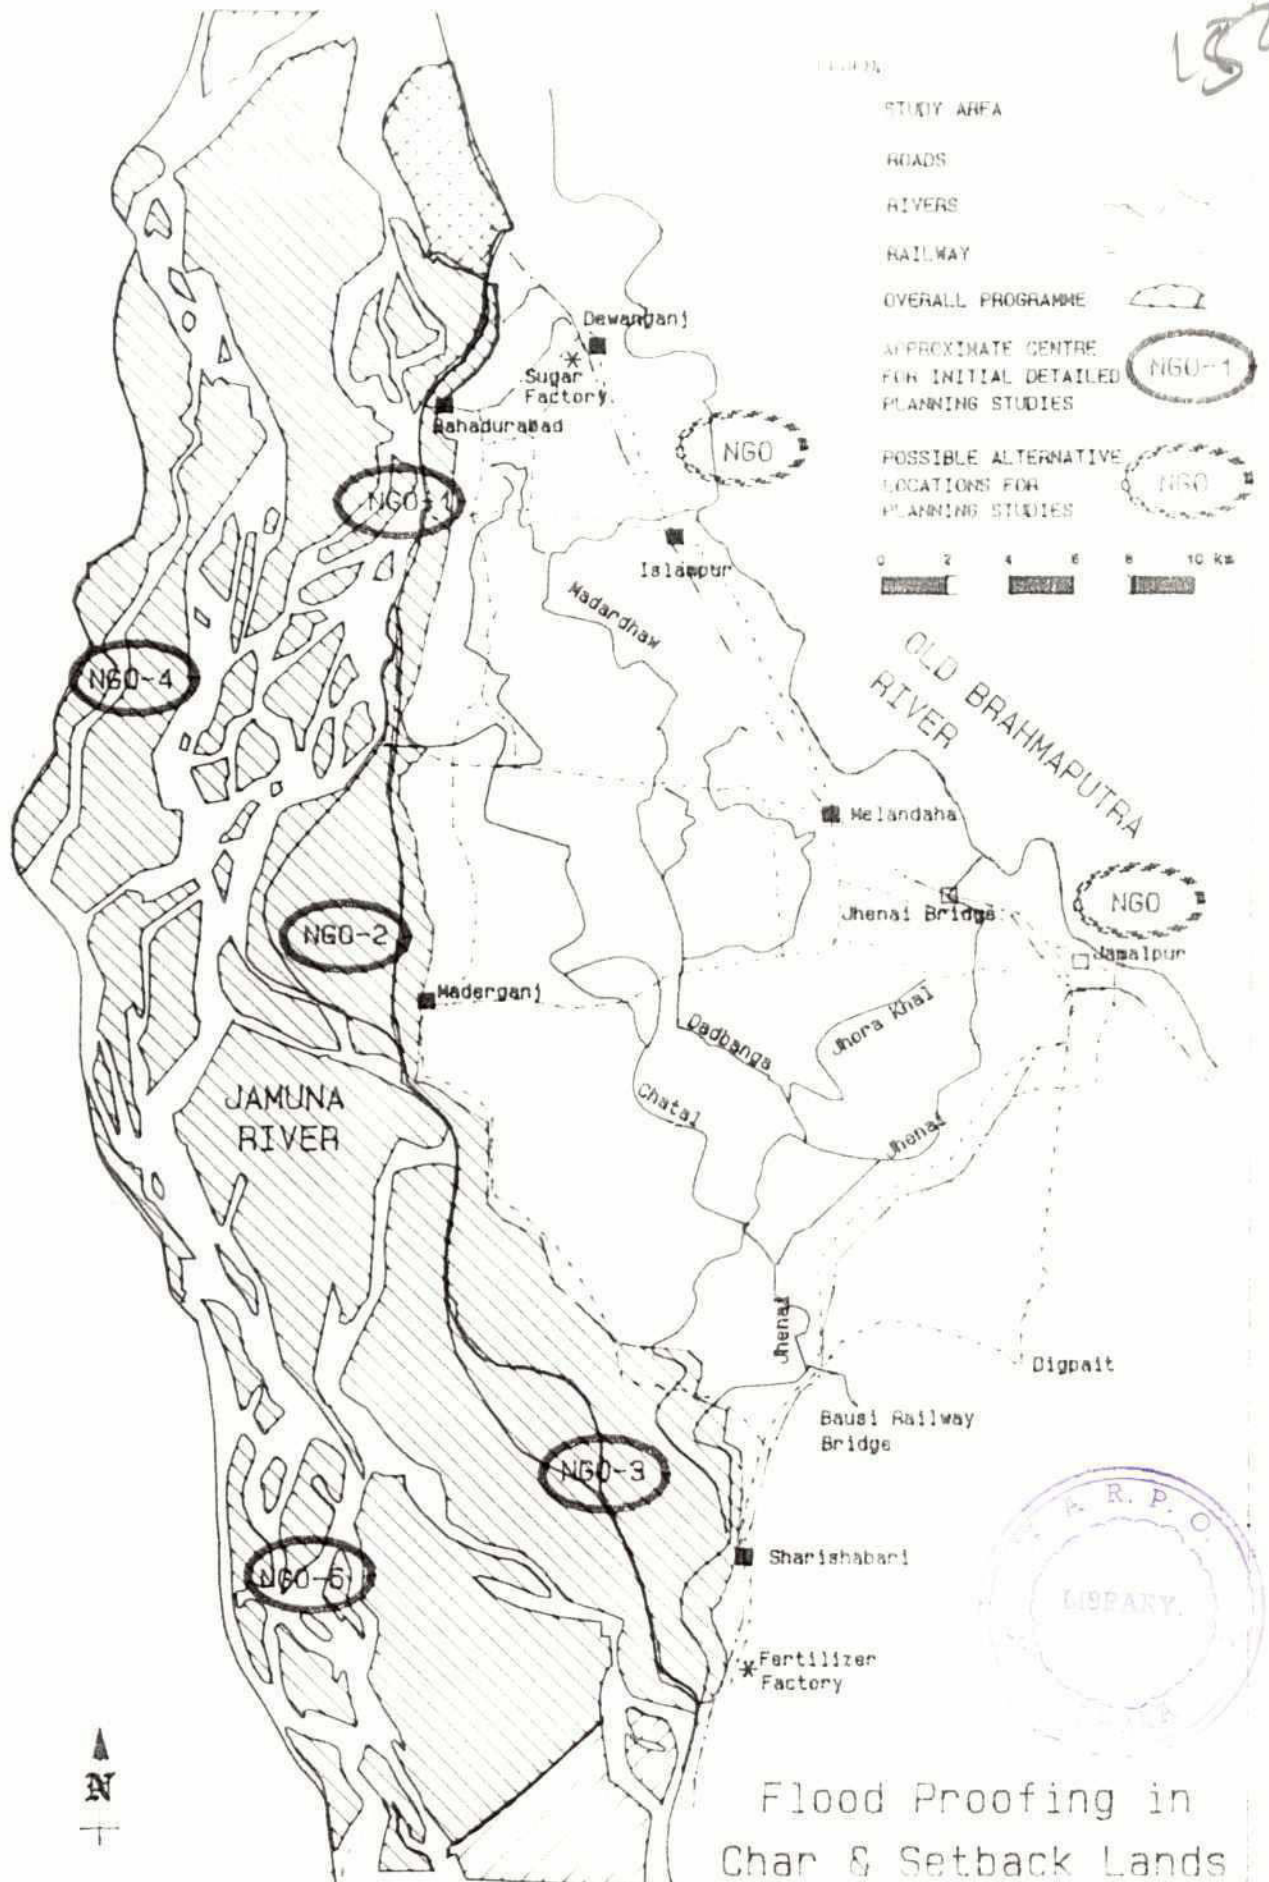 STUDY AREA
ROADS
RIVERS
RAILWAY
OVERALL PROGRAMME
APPROXIMATE CENTRE
FOR INITIAL DETAILED
PLANNING STUDIES
NGO-1
POSSIBLE ALTERNATIVE
LOCATIONS FOR
PLANNING STUDIES
NGO
0 2 4 6 8 10 km
Dewanganj
Sugar
Factory
Bahadurabad
NGO
NGO-1
Islampur
Madardhaw
NGO-4
OLD BRAHMAPUTRA
RIVER
Melandaha
Jhenai Bridge
NGO
Jamalpur
NGO-2
Maderganj
Dadbanga
Jhora Khal
Chatal
Jhenai
JAMUNA
RIVER
Jhenai
Digpait
Bausi Railway
Bridge
NGO-3
Sharishabari
R. P. O.
LIBRARY.
Fertilizer
Factory
N
Flood Proofing in
Char & Setback Lands